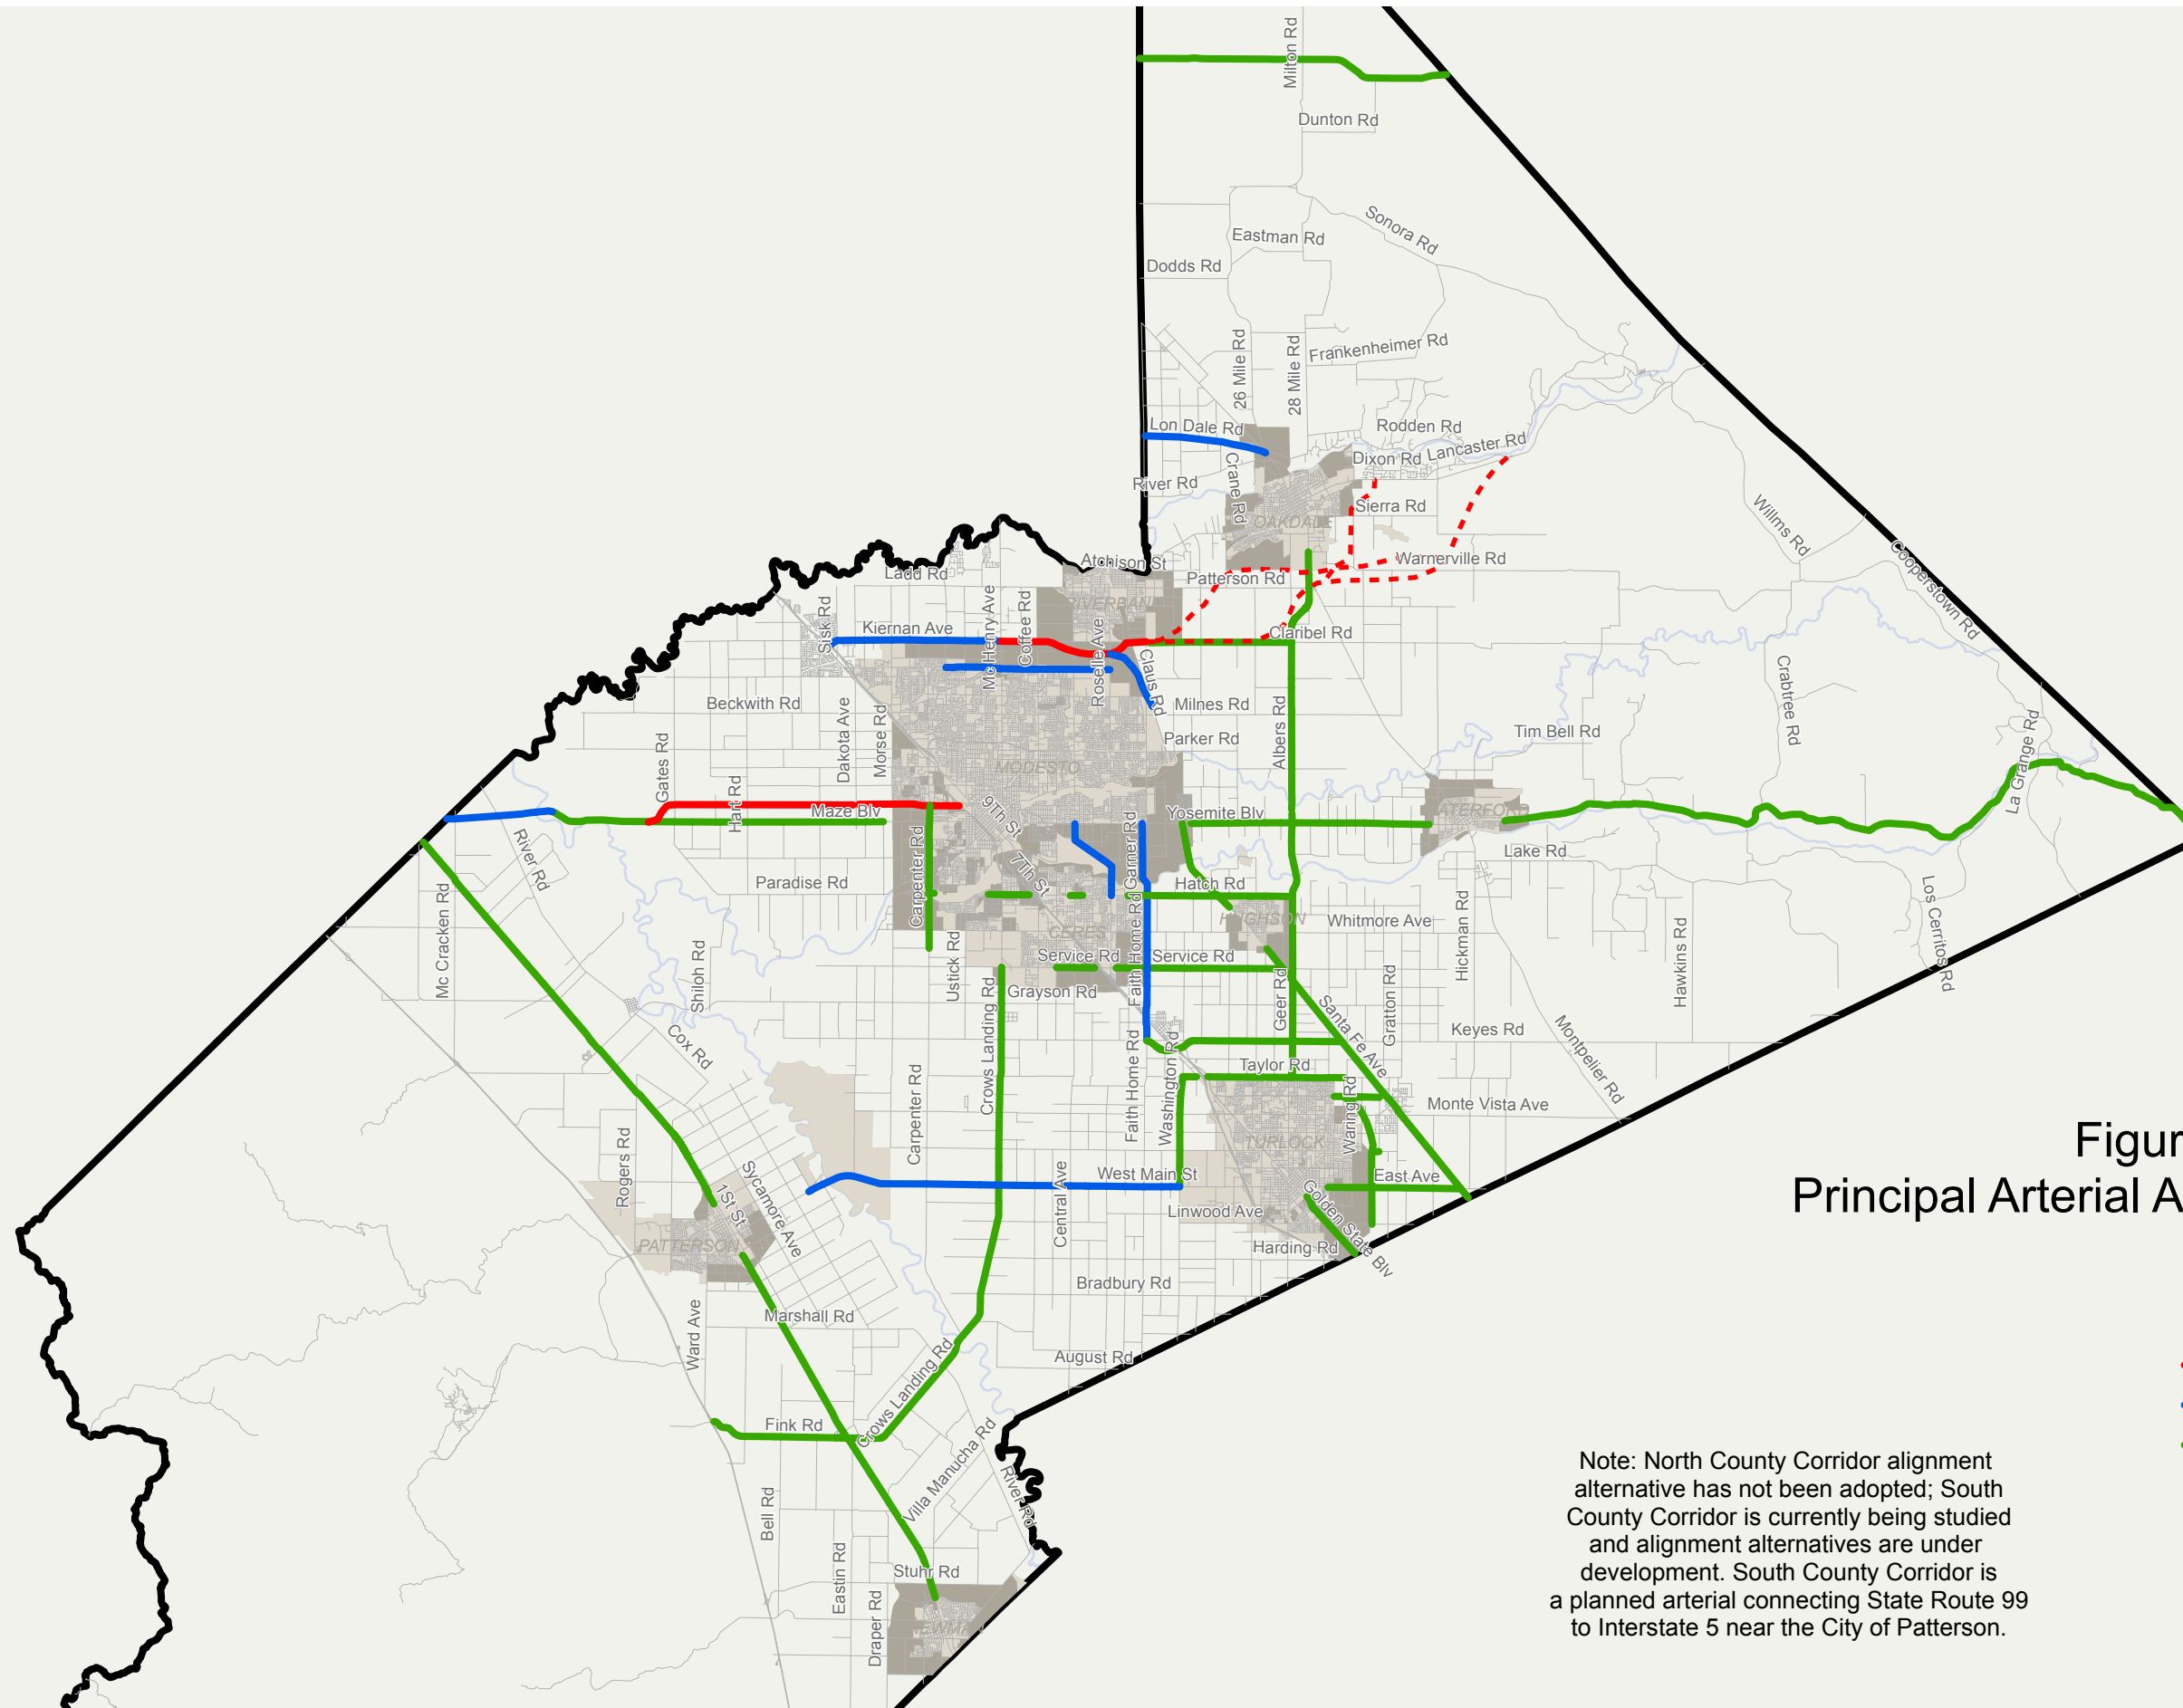 Milton Rd
Dunton Rd
Sonora Rd
Eastman Rd
Dodds Rd
26 Mile Rd
28 Mile Rd
Frankenheimer Rd
Lon Dale Rd
Rodden Rd
Lancaster Rd
Dixon Rd
Crane Rd
River Rd
Sierra Rd
OAKDALE
Willms Rd
Cooperstown Rd
Atchison St
Warnerville Rd
Ladd Rd
Patterson Rd
Sisk Rd
Kiernan Ave
Mc Henry Ave
Coffee Rd
Roselle Ave
Claus Rd
Claribel Rd
Beckwith Rd
Dakota Ave
Morse Rd
Milnes Rd
Albers Rd
Crabtree Rd
Parker Rd
Tim Bell Rd
La Grange Rd
Gates Rd
Hart Rd
MODESTO
Maze Blv
9Th St
Yosemite Blv
River Rd
Carpenter Rd
7Th St
Garner Rd
Lake Rd
Mc Cracken Rd
Paradise Rd
Hatch Rd
Los Cerritos Rd
Whitmore Ave
Hickman Rd
Hawkins Rd
CERES
Shiloh Rd
Ustick Rd
Service Rd
Service Rd
Faith Home Rd
Grayson Rd
Crows Landing Rd
Geer Rd
Santa Fe Ave
Gratton Rd
Keyes Rd
Montpelier Rd
Cox Rd
Carpenter Rd
Faith Home Rd
Washington Rd
Taylor Rd
Waring Rd
Monte Vista Ave
TURLOCK
Rogers Rd
Sycamore Ave
1St St
Central Ave
West Main St
East Ave
Linwood Ave
Golden State Blv
PATTERSON
Harding Rd
Bradbury Rd
Ward Ave
Marshall Rd
August Rd
Crows Landing Rd
Fink Rd
Villa Manucha Rd
River Rd
Bell Rd
Eastin Rd
Stuhr Rd
Draper Rd
Figur
Principal Arterial A
Note: North County Corridor alignment
alternative has not been adopted; South
County Corridor is currently being studied
and alignment alternatives are under
development. South County Corridor is
a planned arterial connecting State Route 99
to Interstate 5 near the City of Patterson.